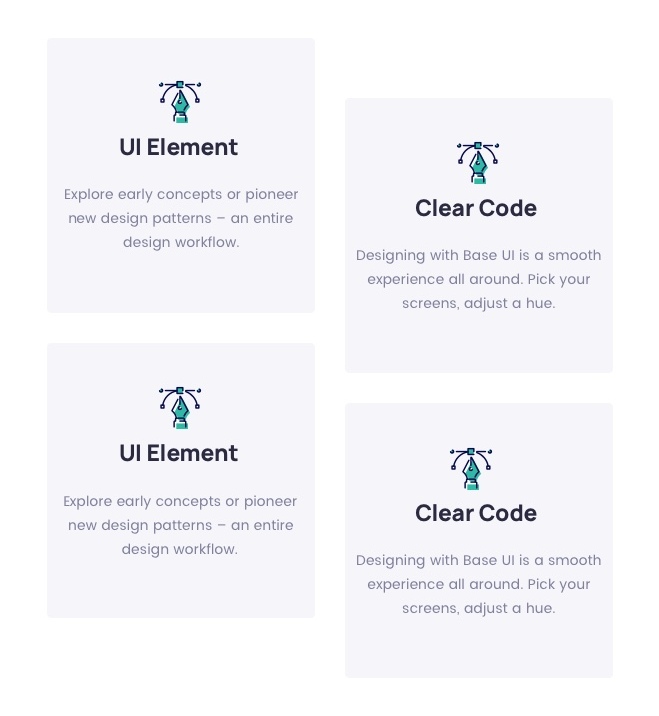 UI Element
Explore early concepts or pioneer
new design patterns – an entire
design workflow.
Clear Code
Designing with Base UI is a smooth
experience all around. Pick your
screens, adjust a hue.
UI Element
Explore early concepts or pioneer
new design patterns – an entire
design workflow.
Clear Code
Designing with Base UI is a smooth
experience all around. Pick your
screens, adjust a hue.